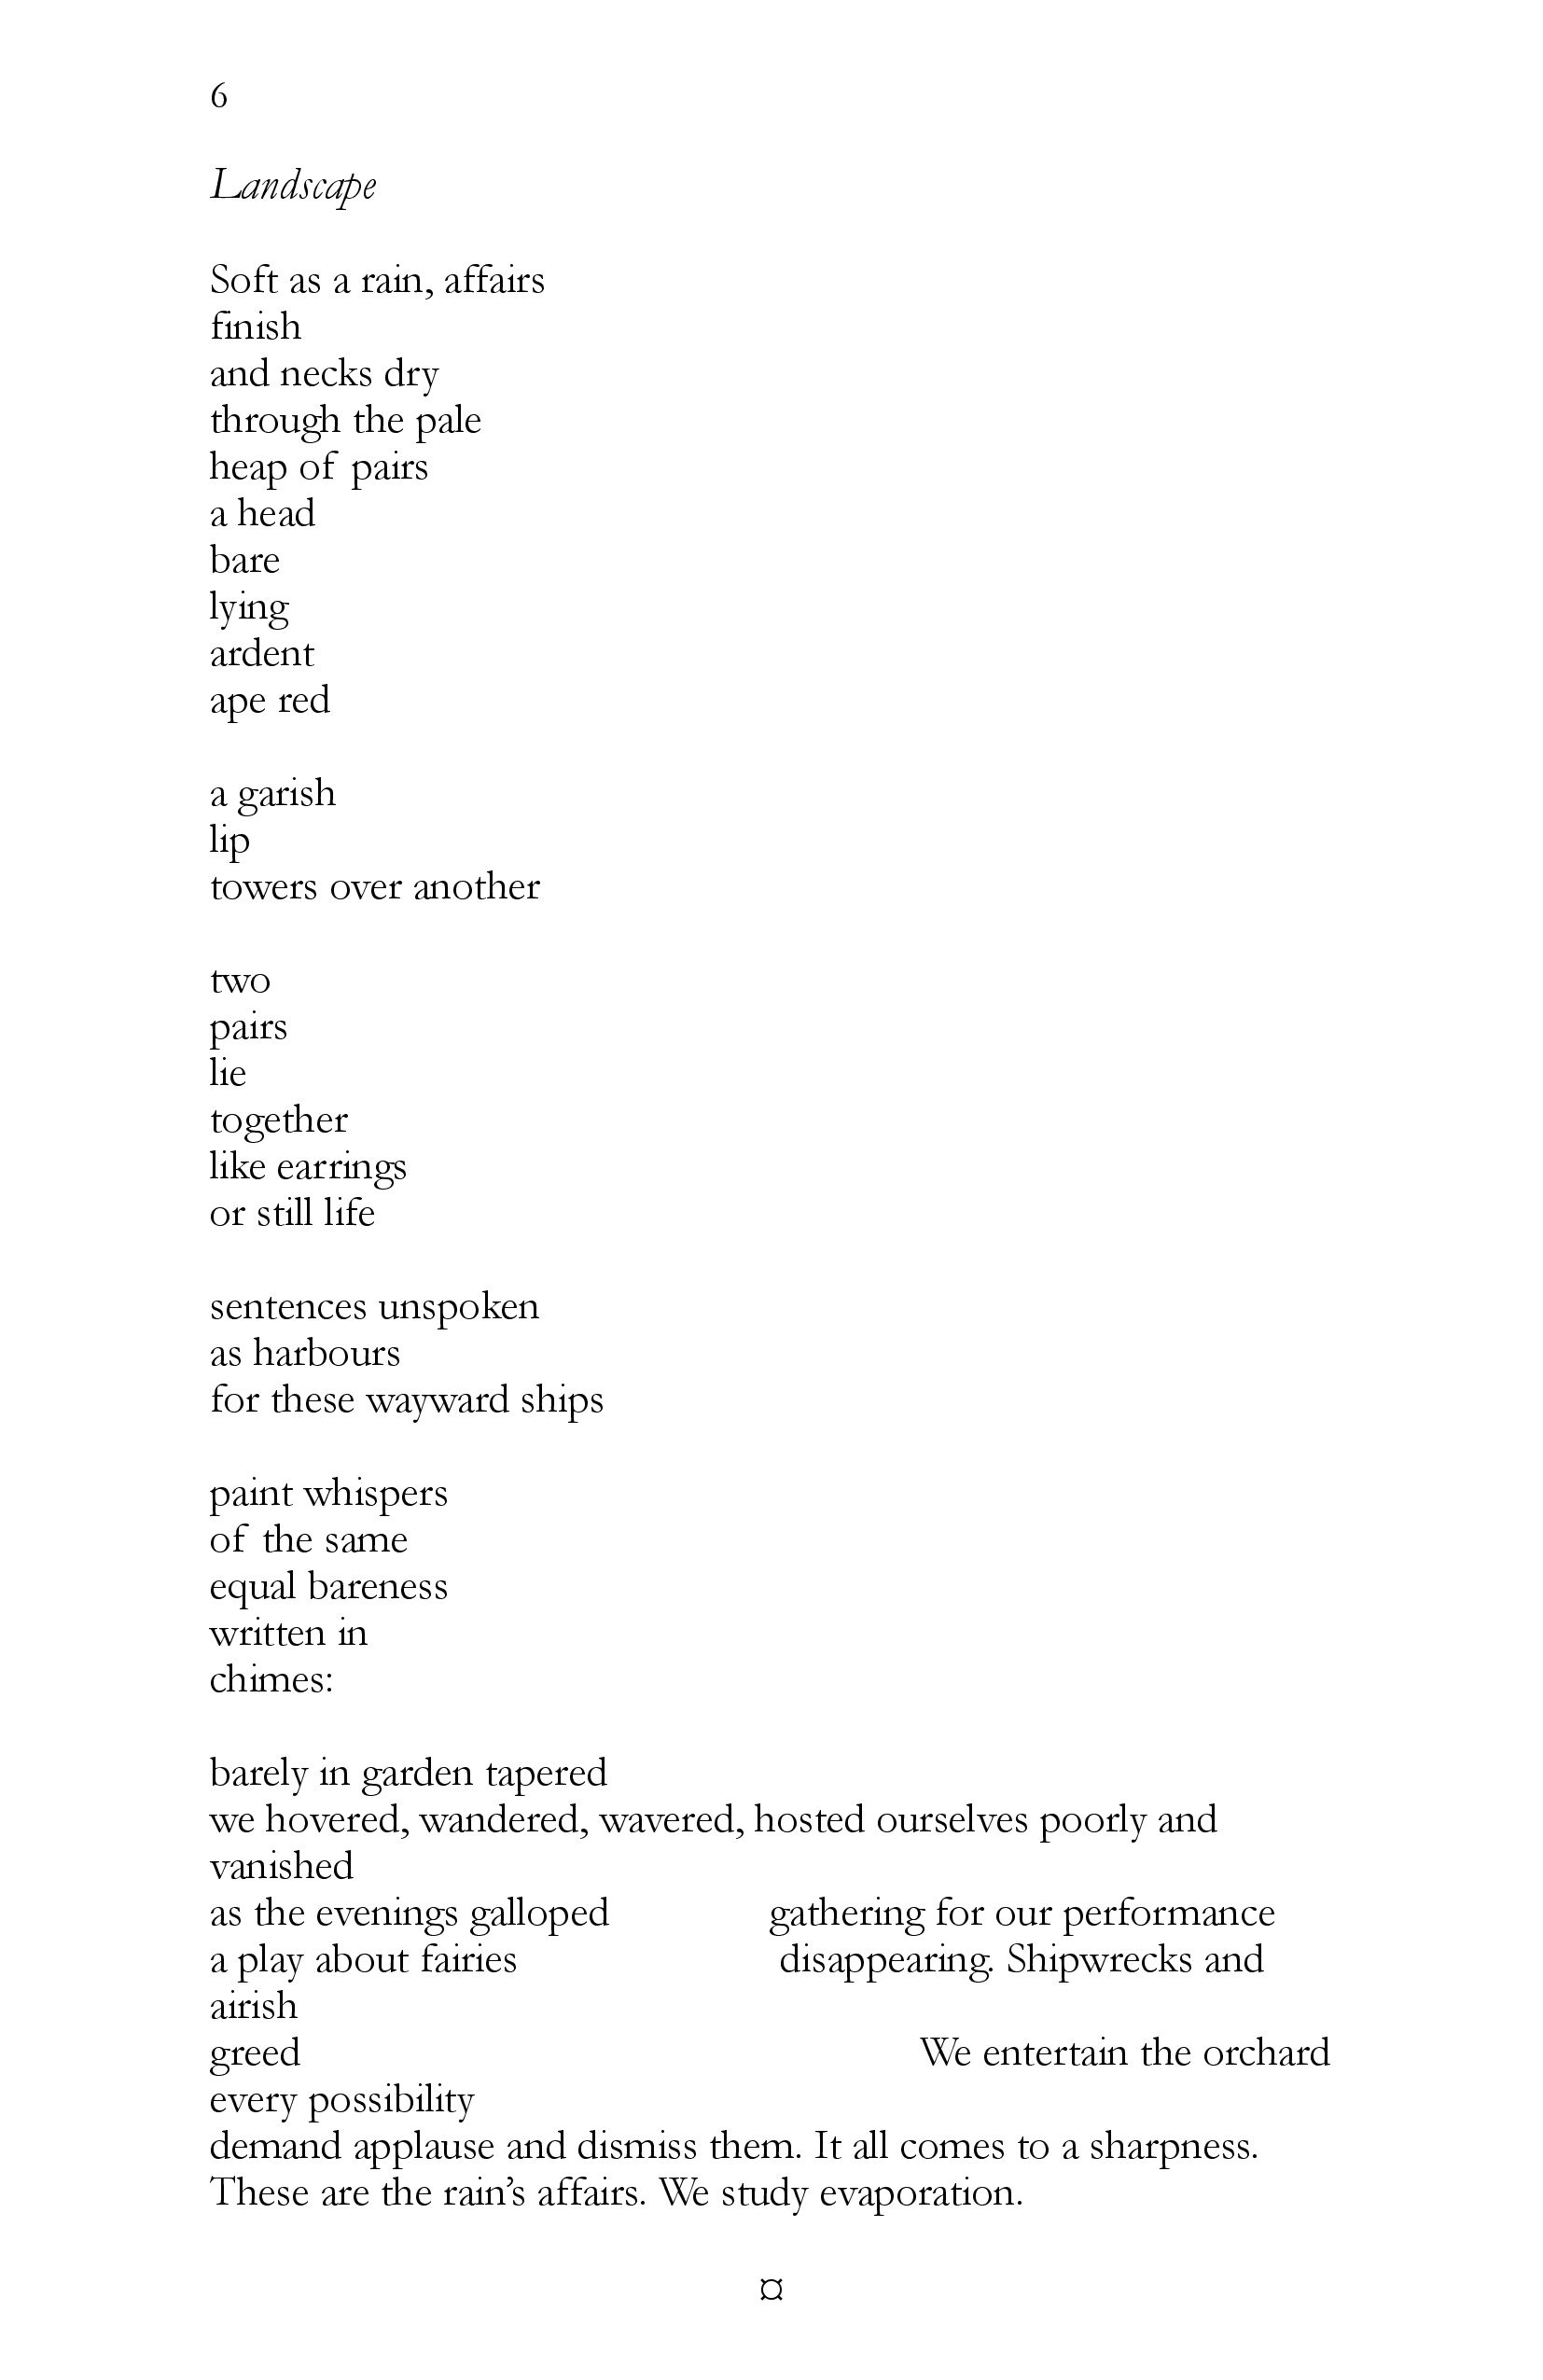 6
Landscape
Soft as a rain, affairs
finish
and necks dry
through the pale
heap of pairs
a head
bare
lying
ardent
ape red
a garish
lip
towers over another
two
pairs
lie
together
like earrings
or still life
sentences unspoken
as harbours
for these wayward ships
paint whispers
of the same
equal bareness
written in
chimes:
barely in garden tapered
we hovered, wandered, wavered, hosted ourselves poorly and
vanished
as the evenings galloped gathering for our performance
a play about fairies disappearing. Shipwrecks and
airish
greed We entertain the orchard
every possibility
demand applause and dismiss them. It all comes to a sharpness.
These are the rain’s affairs. We study evaporation.
¤